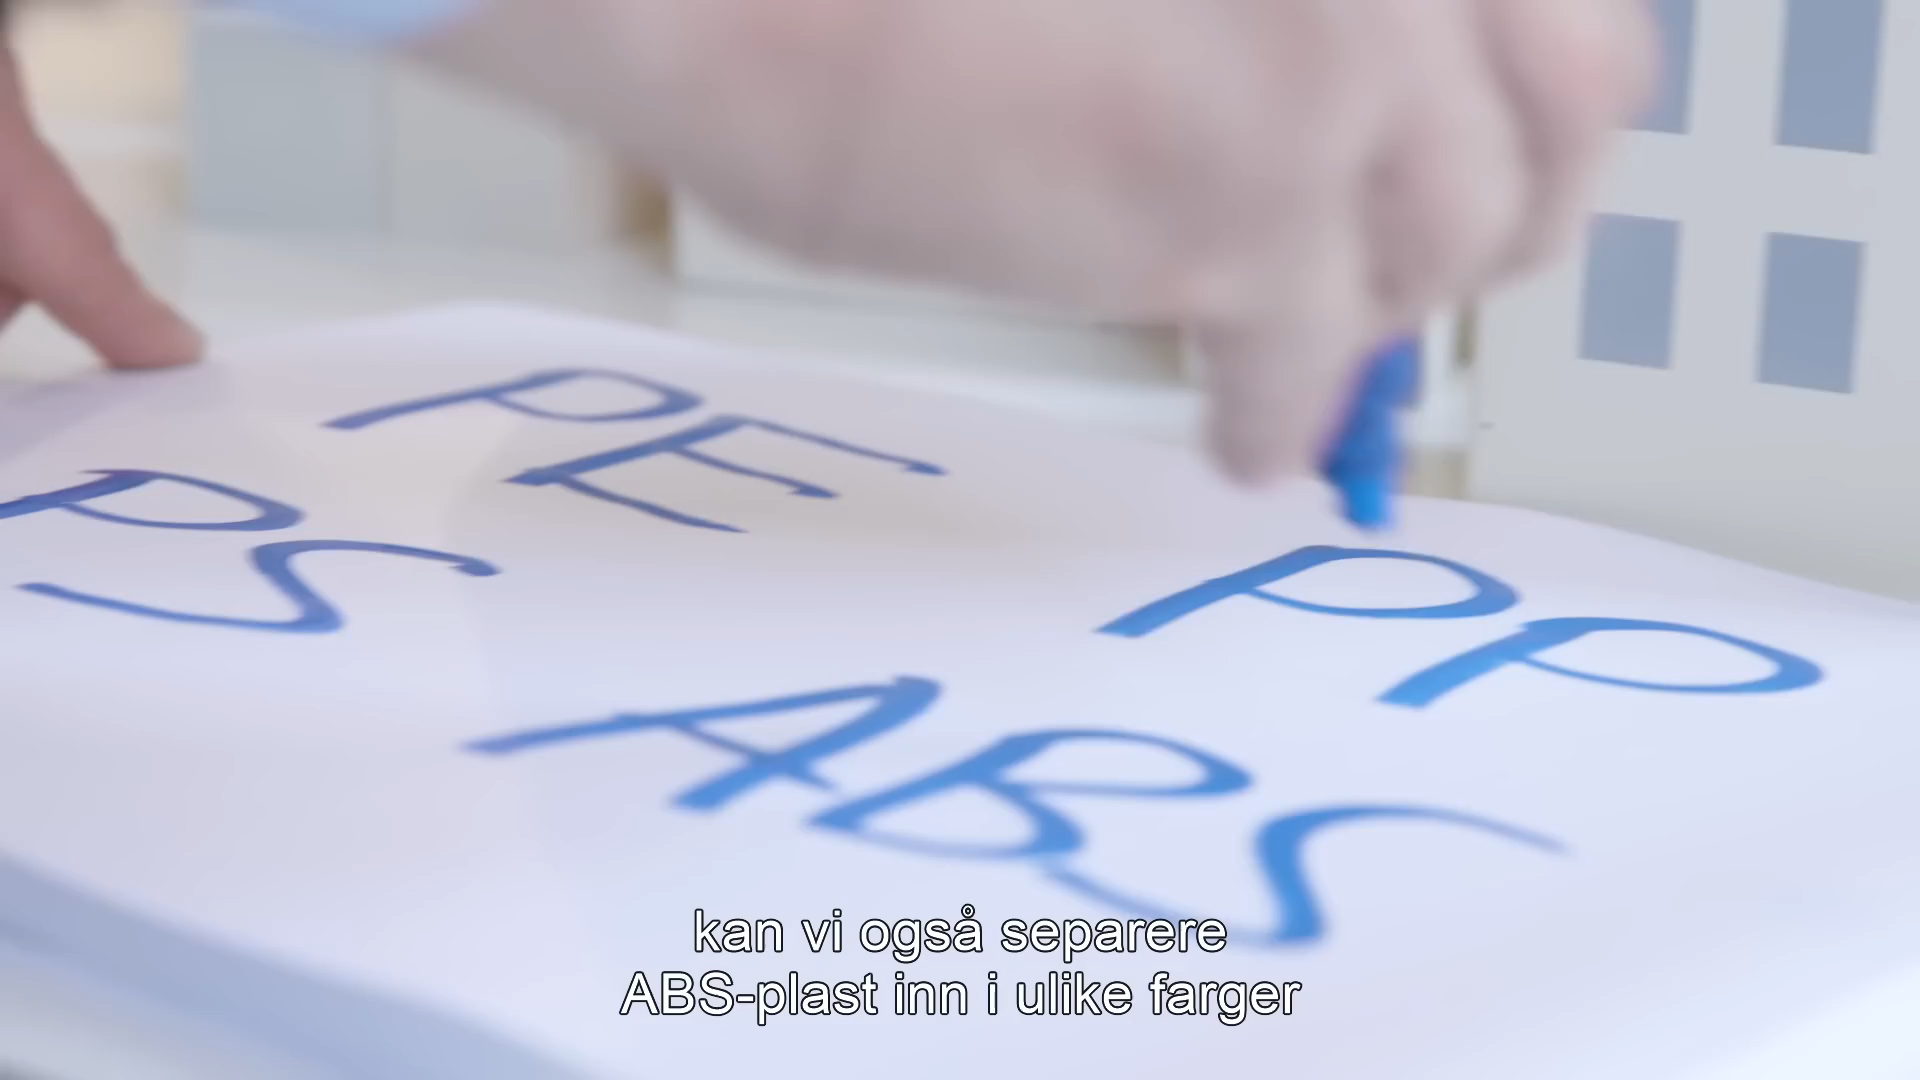 PE
PS
PP
ABS
kan vi også separere
ABS-plast inn i ulike farger